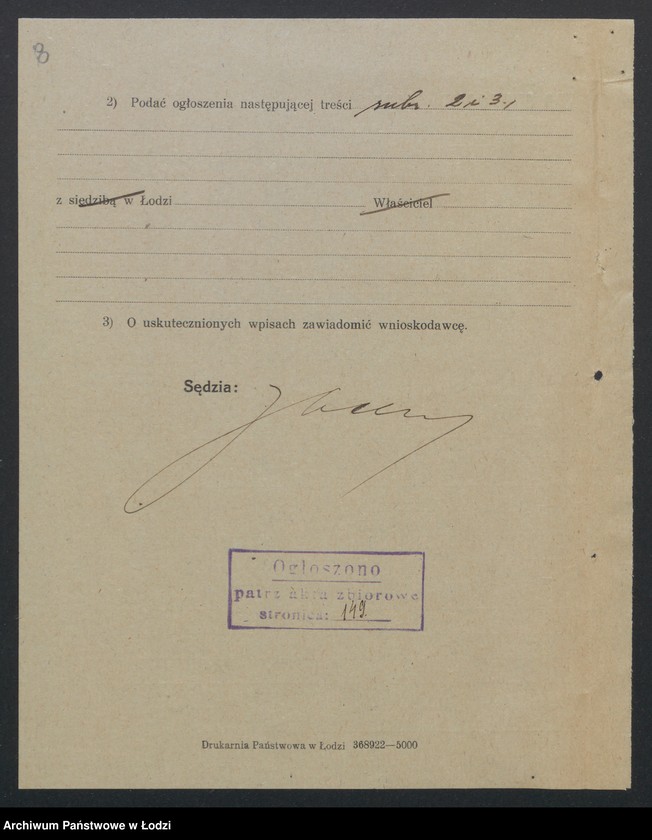 8
2) Podać ogłoszenia następującej treści rubr. 2 i 3.
z siedzibą w Łodzi Właściciel
3) O uskutecznionych wpisach zawiadomić wnioskodawcę.
Sędzia:
Ogłoszono
patrz akta zbiorowe
stronica: 149.
Drukarnia Państwowa w Łodzi 368922—5000
Archiwum Państwowe w Łodzi